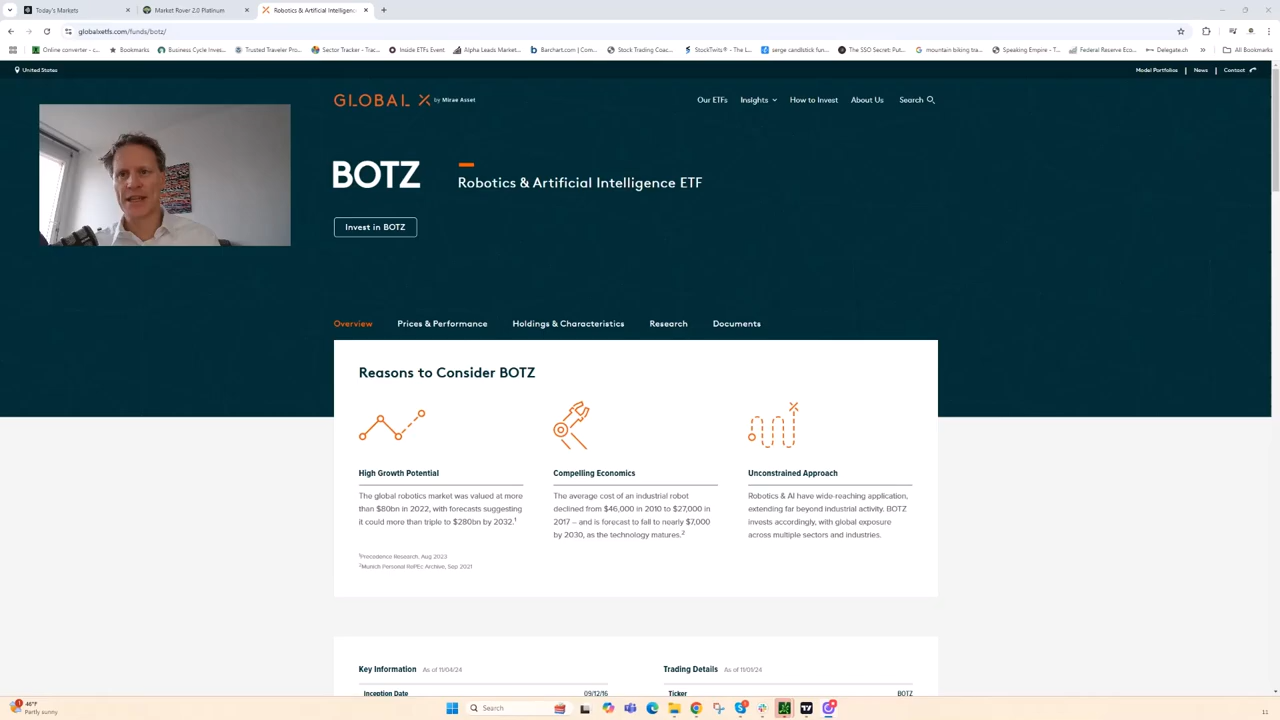 Today's Markets
Market Rover 2.0 Platinum
Robotics & Artificial Intelligence
globalxetfs.com/funds/botz/
Online converter - c...
Bookmarks
Business Cycle Inves...
Trusted Traveler Pro...
Sector Tracker - Trac...
Inside ETFs Event
Alpha Leads Market...
Barchart.com | Com...
Stock Trading Coac...
StockTwits® - The L...
serge candlstick fun...
The SSO Secret: Put...
mountain biking tra...
Speaking Empire - T...
Federal Reserve Eco...
Delegate.ch
All Bookmarks
United States
Model Portfolios
News
Contact
GLOBAL X by Mirae Asset
Our ETFs
Insights
How to Invest
About Us
Search
BOTZ
Robotics & Artificial Intelligence ETF
Invest in BOTZ
Overview
Prices & Performance
Holdings & Characteristics
Research
Documents
Reasons to Consider BOTZ
High Growth Potential
The global robotics market was valued at more
than $80bn in 2022, with forecasts suggesting
it could more than triple to $280bn by 2032.¹
Compelling Economics
The average cost of an industrial robot
declined from $46,000 in 2010 to $27,000 in
2017 – and is forecast to fall to nearly $7,000
by 2030, as the technology matures.²
Unconstrained Approach
Robotics & AI have wide-reaching application,
extending far beyond industrial activity. BOTZ
invests accordingly, with global exposure
across multiple sectors and industries.
¹Precedence Research, Aug 2023
²Munich Personal RePEc Archive, Sep 2021
Key Information As of 11/04/24
Inception Date 09/12/16
Trading Details As of 11/01/24
Ticker BOTZ
46°F
Partly sunny
Search
11